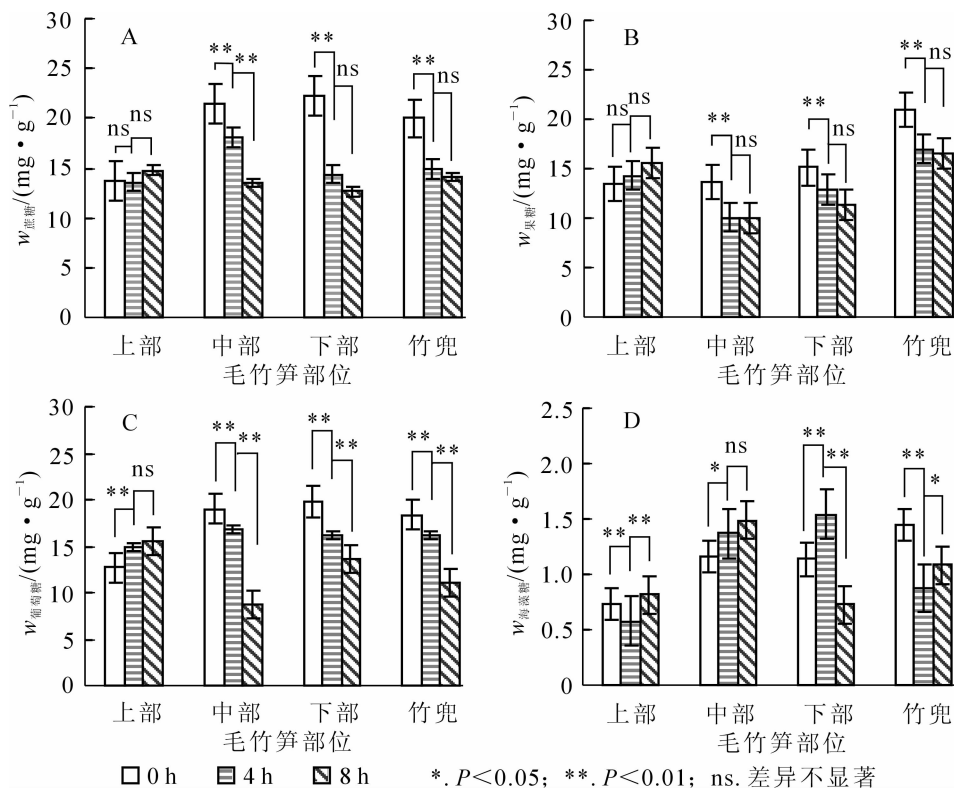 A
w蔗糖/(mg·g⁻¹)
30
25
20
15
10
5
0
ns
ns
**
**
**
ns
**
ns
上部
中部
下部
竹兜
毛竹笋部位
B
w果糖/(mg·g⁻¹)
30
25
20
15
10
5
0
ns
ns
**
ns
**
ns
**
ns
上部
中部
下部
竹兜
毛竹笋部位
C
w葡萄糖/(mg·g⁻¹)
30
25
20
15
10
5
0
**
ns
**
**
**
**
**
**
上部
中部
下部
竹兜
毛竹笋部位
D
w海藻糖/(mg·g⁻¹)
2.5
2.0
1.5
1.0
0.5
0
**
**
*
ns
**
**
**
*
上部
中部
下部
竹兜
毛竹笋部位
0 h 4 h 8 h *. P<0.05; **. P<0.01; ns. 差异不显著